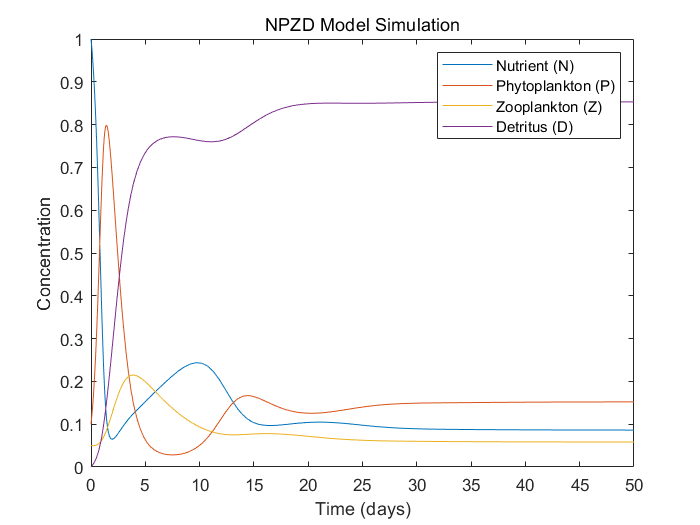 NPZD Model Simulation
1
0.9
0.8
0.7
0.6
0.5
0.4
0.3
0.2
0.1
0
Concentration
Nutrient (N)
Phytoplankton (P)
Zooplankton (Z)
Detritus (D)
0 5 10 15 20 25 30 35 40 45 50
Time (days)